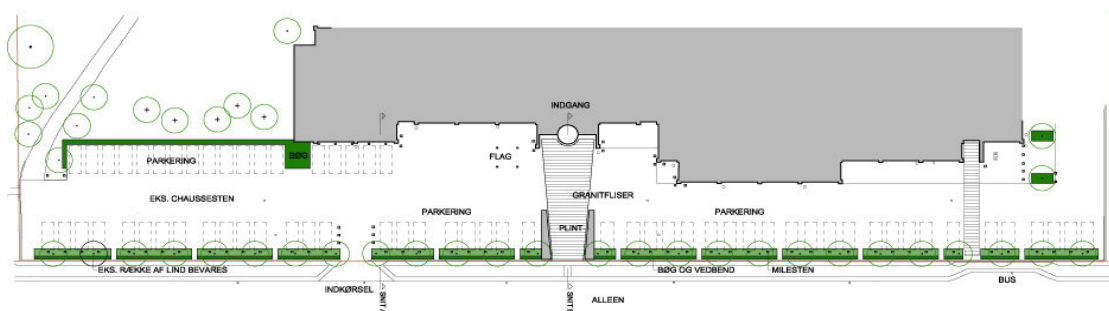 INDGANG
PARKERING
BØG
FLAG
EKS. CHAUSSESTEN
GRANITFLISER
PARKERING
PARKERING
PLINT
EKS. RÆKKE AF LIND BEVARES
BØG OG VEDBEND
MILESTEN
INDKØRSEL
BUS
ALLEEN